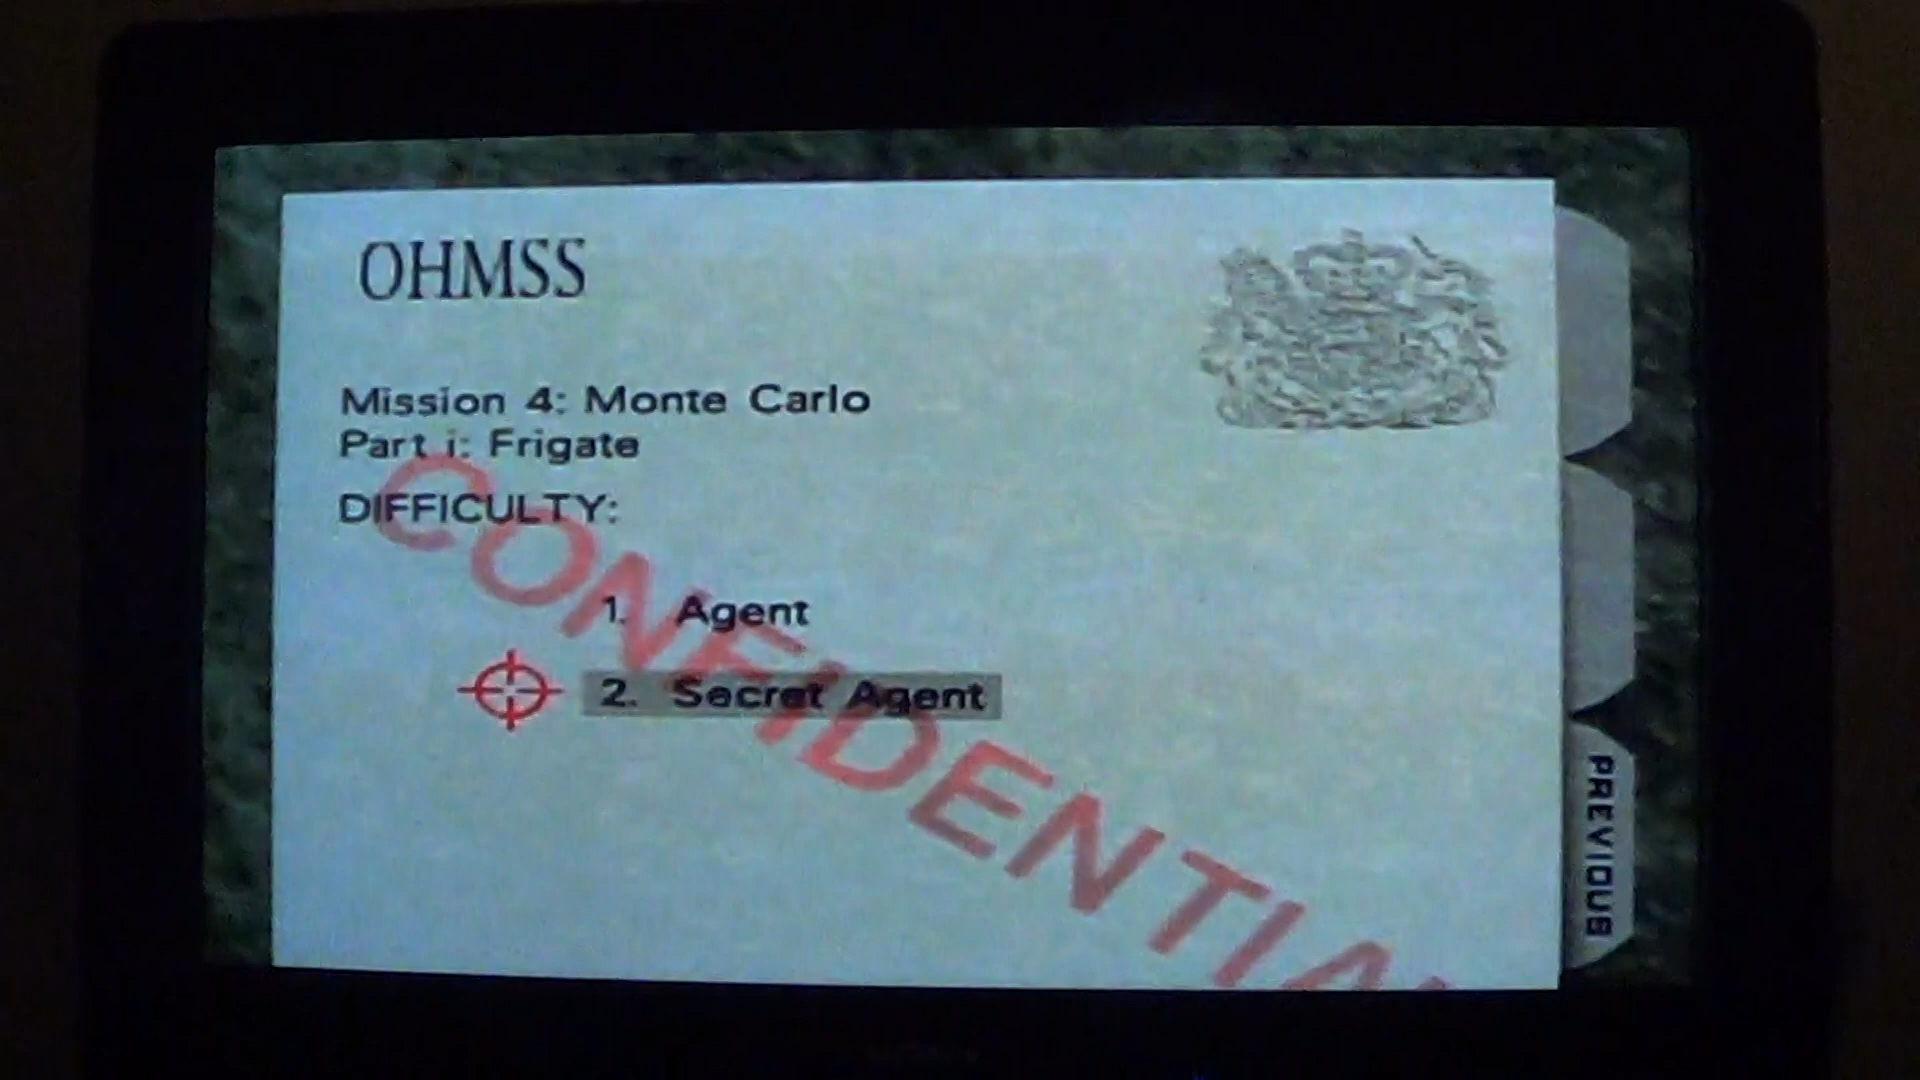 OHMSS
Mission 4: Monte Carlo
Part i: Frigate
DIFFICULTY:
1. Agent
2. Secret Agent
CONFIDENTIA
PREVIOUS